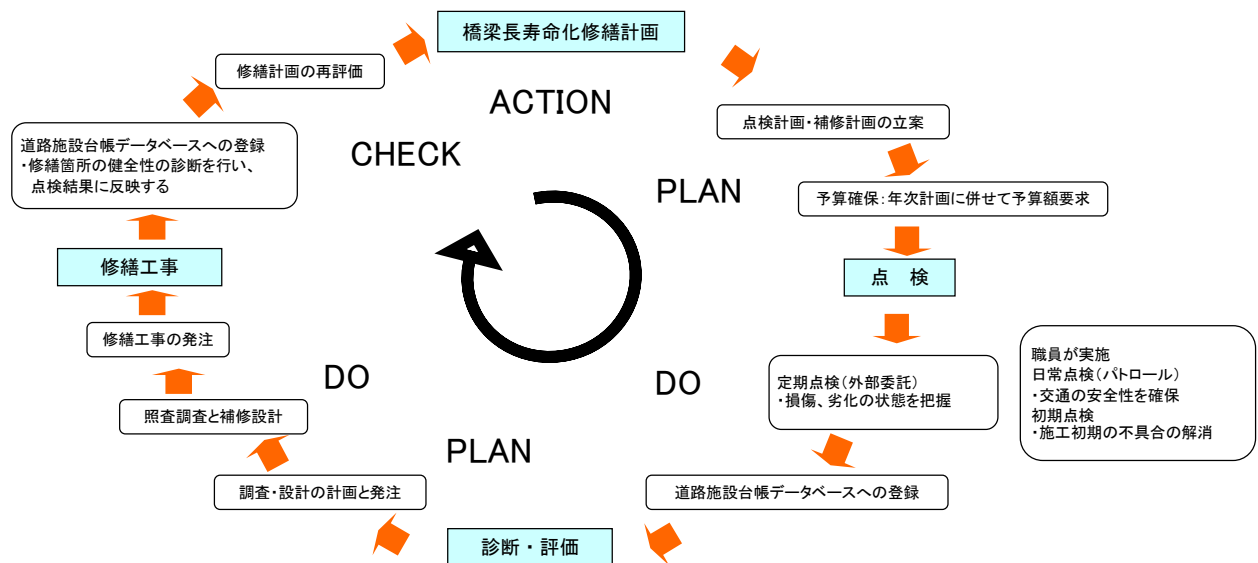 橋梁長寿命化修繕計画
修繕計画の再評価
ACTION
点検計画・補修計画の立案
道路施設台帳データベースへの登録
・修繕箇所の健全性の診断を行い、
点検結果に反映する
CHECK
PLAN
予算確保：年次計画に併せて予算額要求
修繕工事
点　検
修繕工事の発注
DO
DO
定期点検（外部委託）
・損傷、劣化の状態を把握
職員が実施
日常点検（パトロール）
・交通の安全性を確保
初期点検
・施工初期の不具合の解消
照査調査と補修設計
PLAN
調査・設計の計画と発注
道路施設台帳データベースへの登録
診断・評価